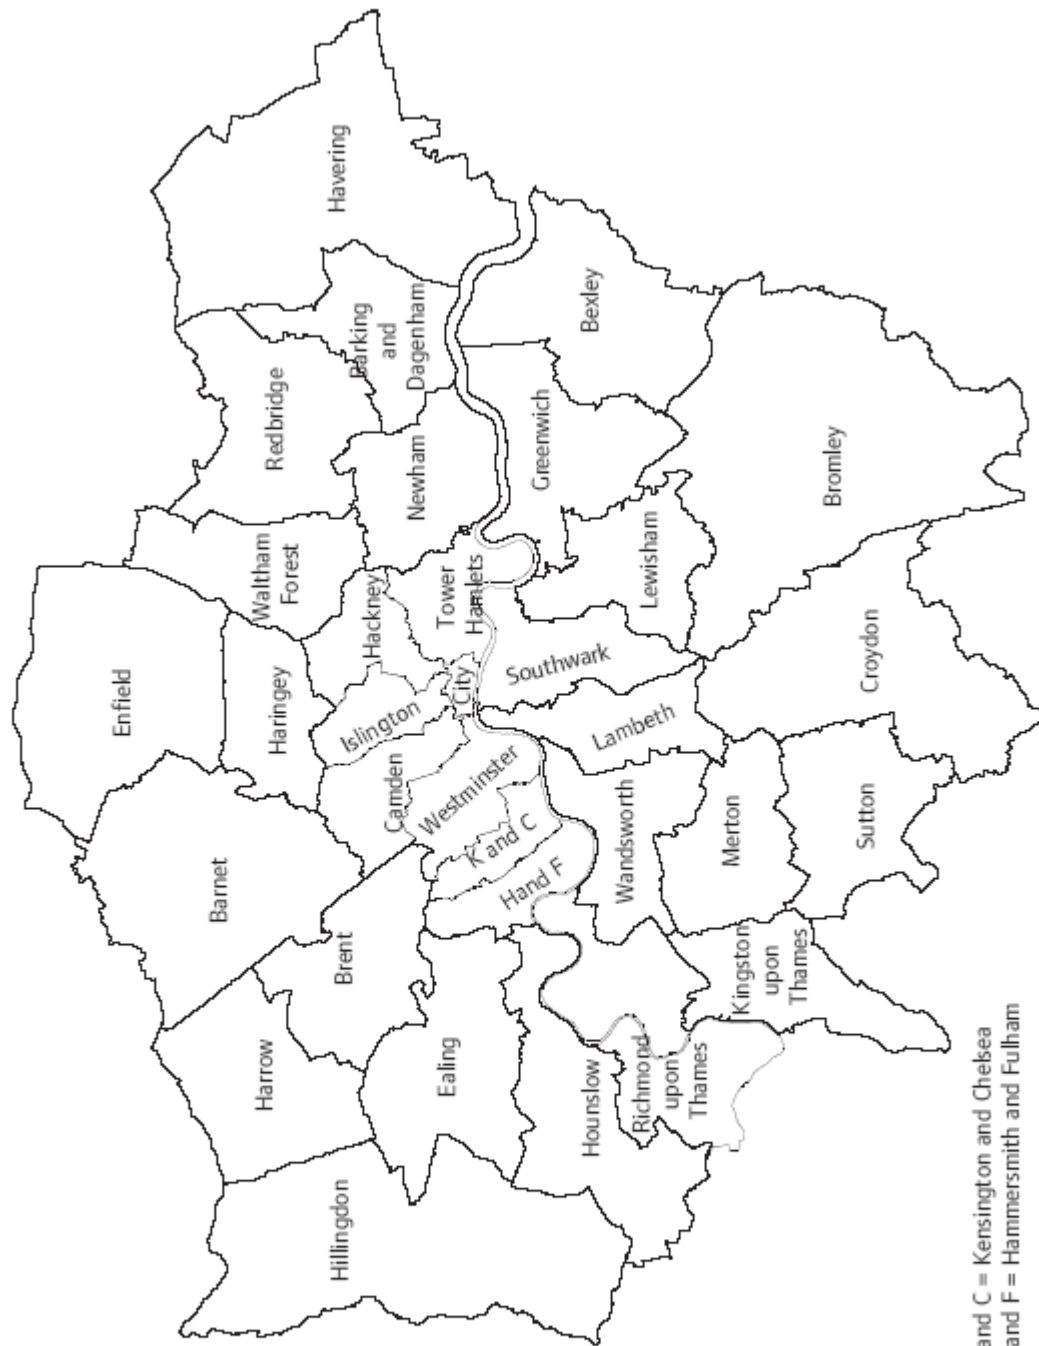 Enfield
Barnet
Haringey
Waltham
Forest
Redbridge
Havering
Harrow
Brent
Camden
Islington
Hackney
Barking
and
Dagenham
Newham
Hillingdon
Ealing
Westminster
K and C
Hand F
City
Tower
Hamlets
Hounslow
Richmond
upon
Thames
Wandsworth
Lambeth
Southwark
Lewisham
Greenwich
Bexley
Kingston
upon
Thames
Merton
Sutton
Croydon
Bromley
and C = Kensington and Chelsea
and F = Hammersmith and Fulham